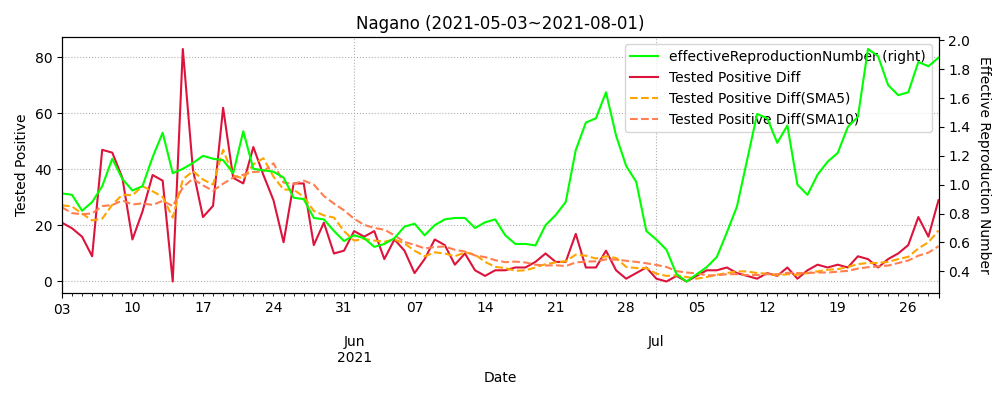 Nagano (2021-05-03~2021-08-01)
effectiveReproductionNumber (right)
Tested Positive Diff
Tested Positive Diff(SMA5)
Tested Positive Diff(SMA10)
Tested Positive
80
60
40
20
0
Effective Reproduction Number
2.0
1.8
1.6
1.4
1.2
1.0
0.8
0.6
0.4
03 10 17 24 31 07 14 21 28 05 12 19 26
Jun Jul
2021
Date